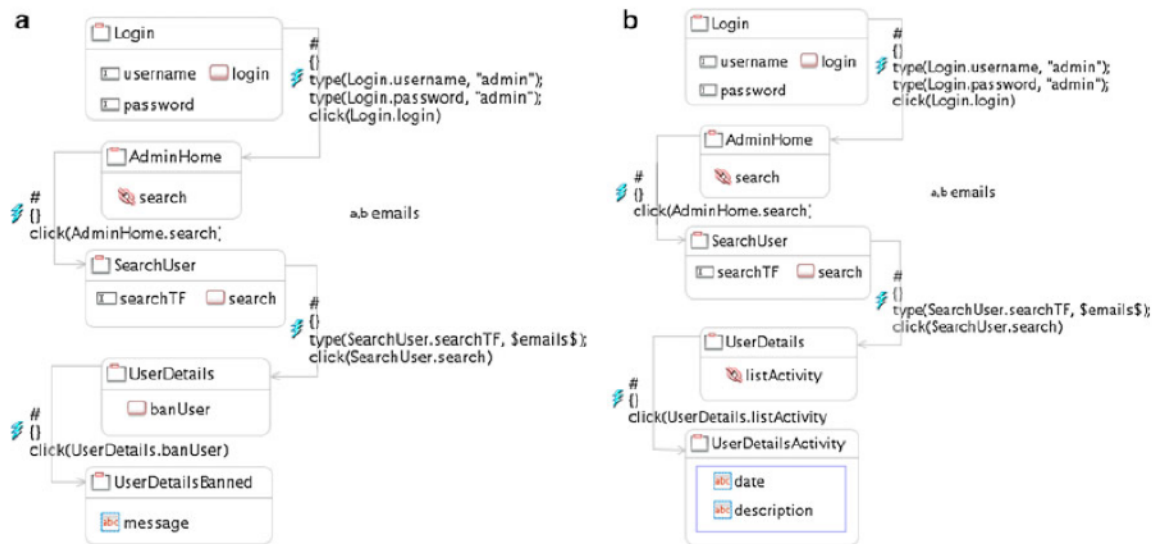 a
Login
username login
password
#
{}
type(Login.username, "admin");
type(Login.password, "admin");
click(Login.login)
AdminHome
search
#
{}
click(AdminHome.search)
a,b emails
SearchUser
searchTF search
#
{}
type(SearchUser.searchTF, $emails$);
click(SearchUser.search)
UserDetails
banUser
#
{}
click(UserDetails.banUser)
UserDetailsBanned
abc message
b
Login
username login
password
#
{}
type(Login.username, "admin");
type(Login.password, "admin");
click(Login.login)
AdminHome
search
#
{}
click(AdminHome.search)
a,b emails
SearchUser
searchTF search
#
{}
type(SearchUser.searchTF, $emails$);
click(SearchUser.search)
UserDetails
listActivity
#
{}
click(UserDetails.listActivity
UserDetailsActivity
abc date
abc description